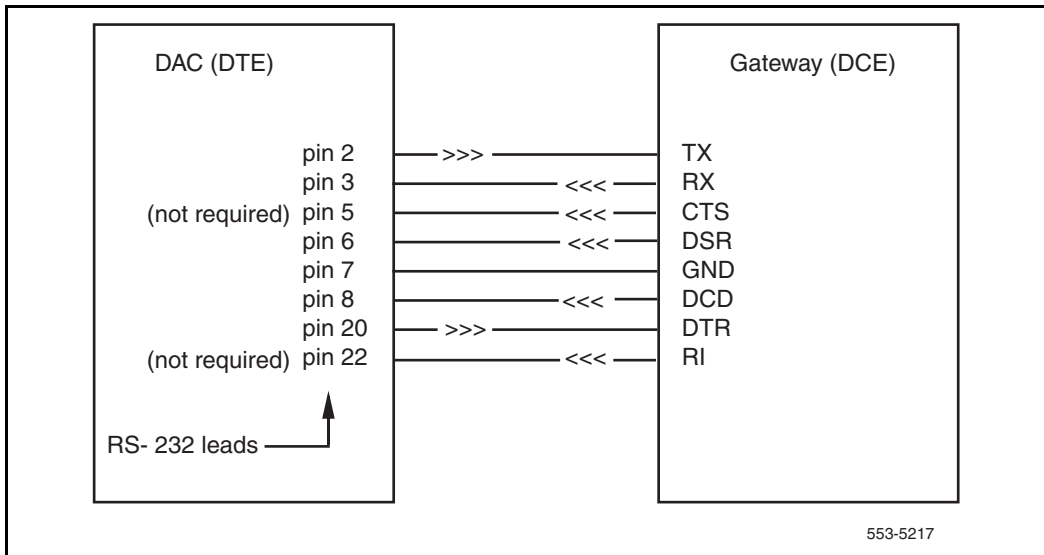 DAC (DTE) Gateway (DCE)
pin 2 >>> TX
pin 3 <<< RX
(not required) pin 5 <<< CTS
pin 6 <<< DSR
pin 7 GND
pin 8 <<< DCD
pin 20 >>> DTR
(not required) pin 22 <<< RI
RS- 232 leads
553-5217